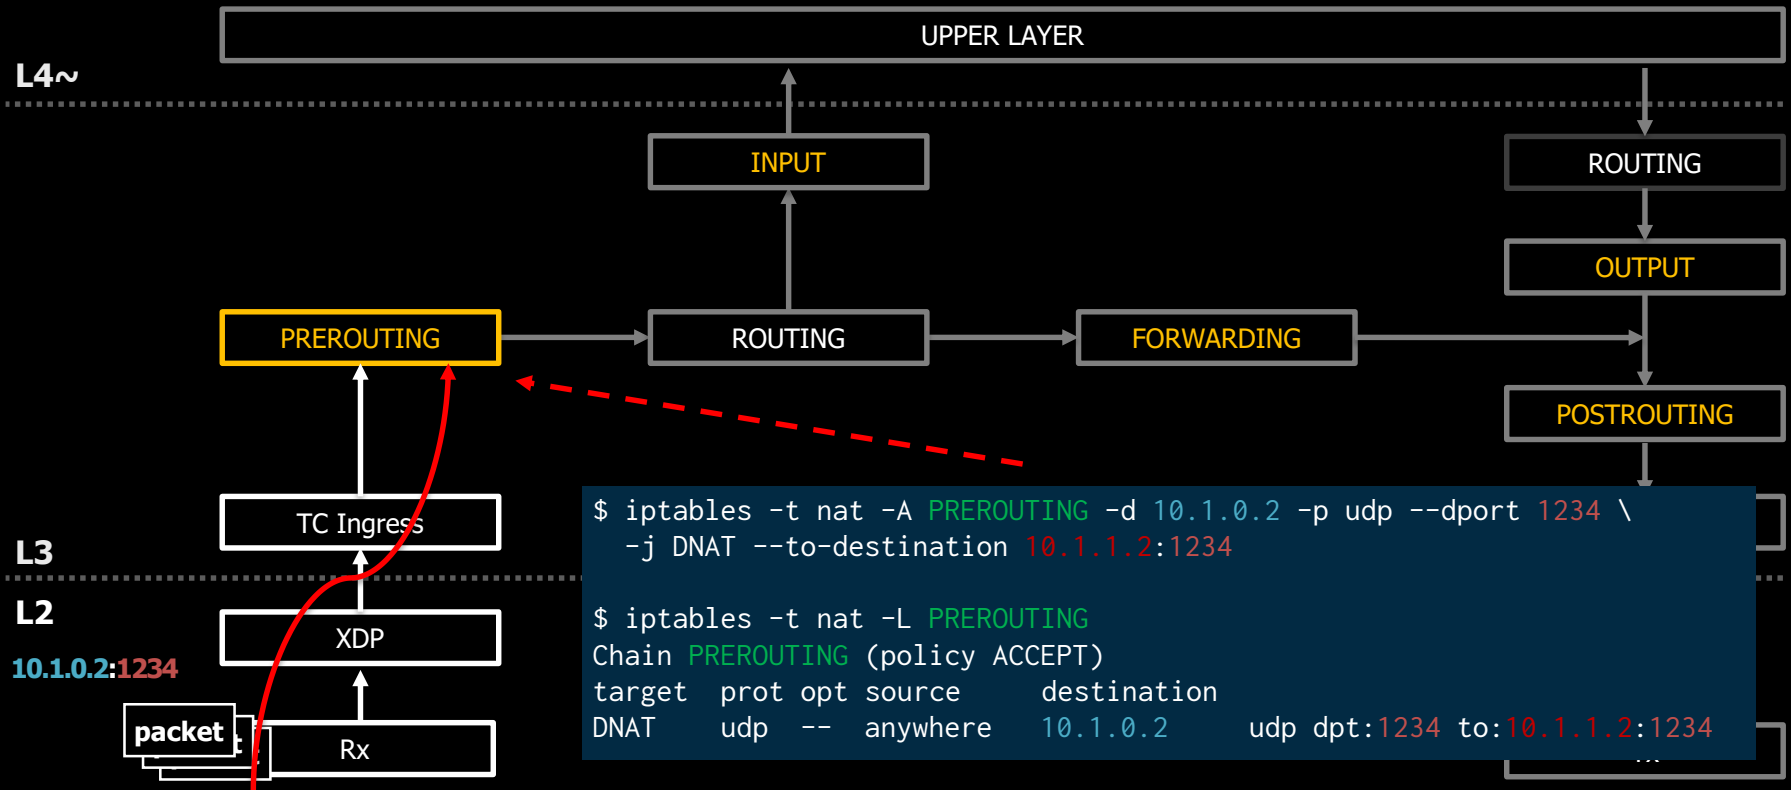 UPPER LAYER
L4~
INPUT
ROUTING
OUTPUT
PREROUTING
ROUTING
FORWARDING
POSTROUTING
TC Ingress
L3
L2
XDP
10.1.0.2:1234
packet
Rx
$ iptables -t nat -A PREROUTING -d 10.1.0.2 -p udp --dport 1234 \
-j DNAT --to-destination 10.1.1.2:1234
$ iptables -t nat -L PREROUTING
Chain PREROUTING (policy ACCEPT)
target prot opt source destination
DNAT udp -- anywhere 10.1.0.2 udp dpt:1234 to:10.1.1.2:1234